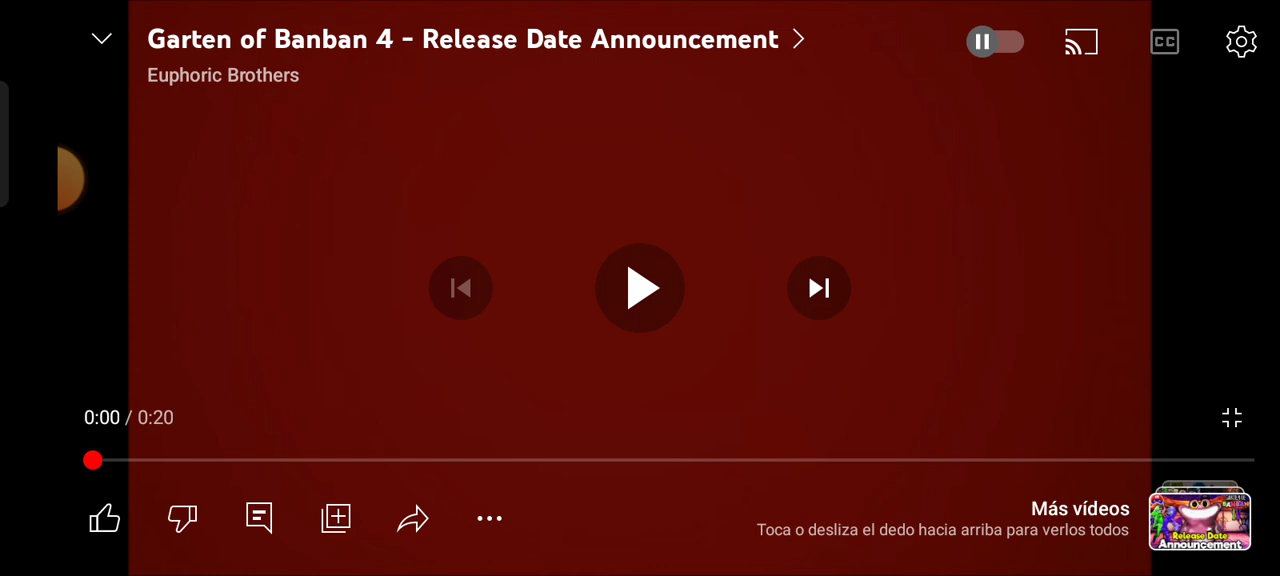 Garten of Banban 4 - Release Date Announcement
Euphoric Brothers
CC
0:00 / 0:20
Más vídeos
Toca o desliza el dedo hacia arriba para verlos todos
Release Date
Announcement